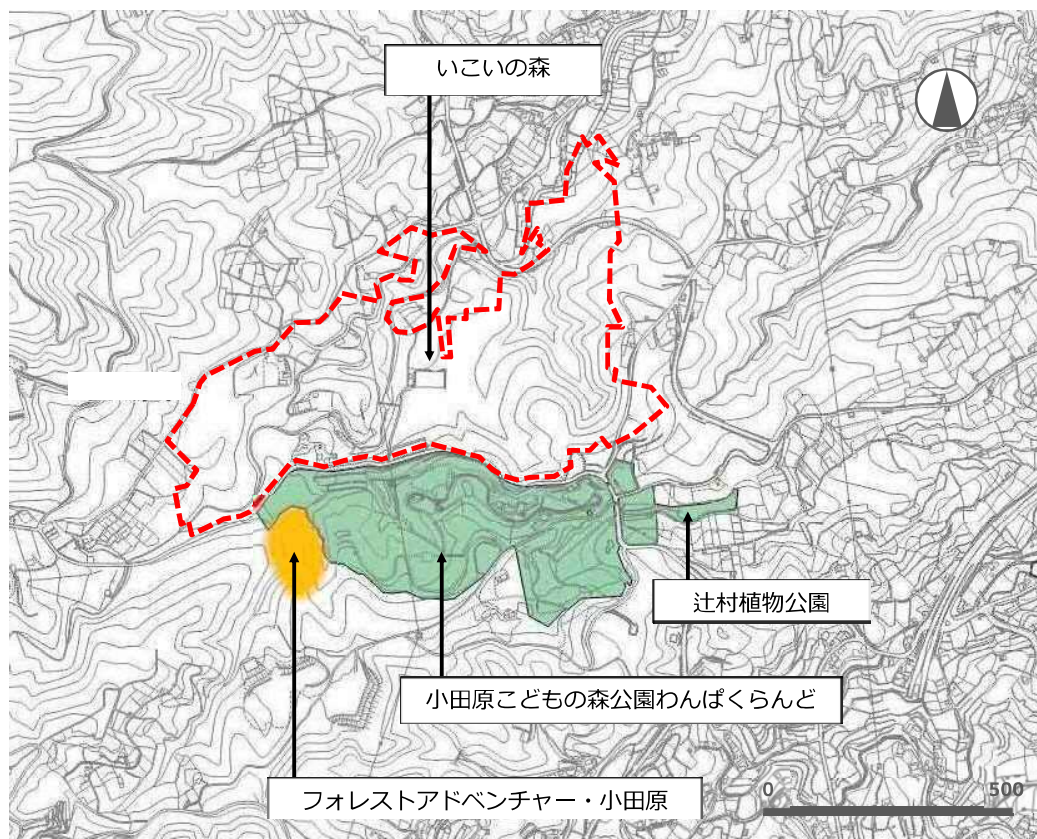 いこいの森
辻村植物公園
小田原こどもの森公園わんぱくらんど
フォレストアドベンチャー・小田原
0 500